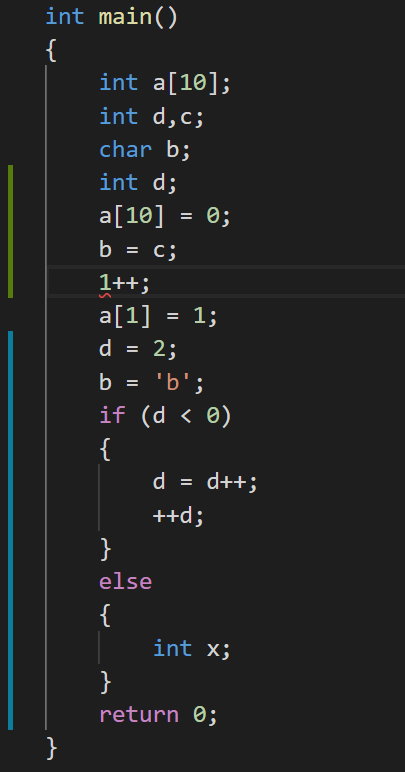 int main()
{
    int a[10];
    int d,c;
    char b;
    int d;
    a[10] = 0;
    b = c;
    1++;
    a[1] = 1;
    d = 2;
    b = 'b';
    if (d < 0)
    {
        d = d++;
        ++d;
    }
    else
    {
        int x;
    }
    return 0;
}